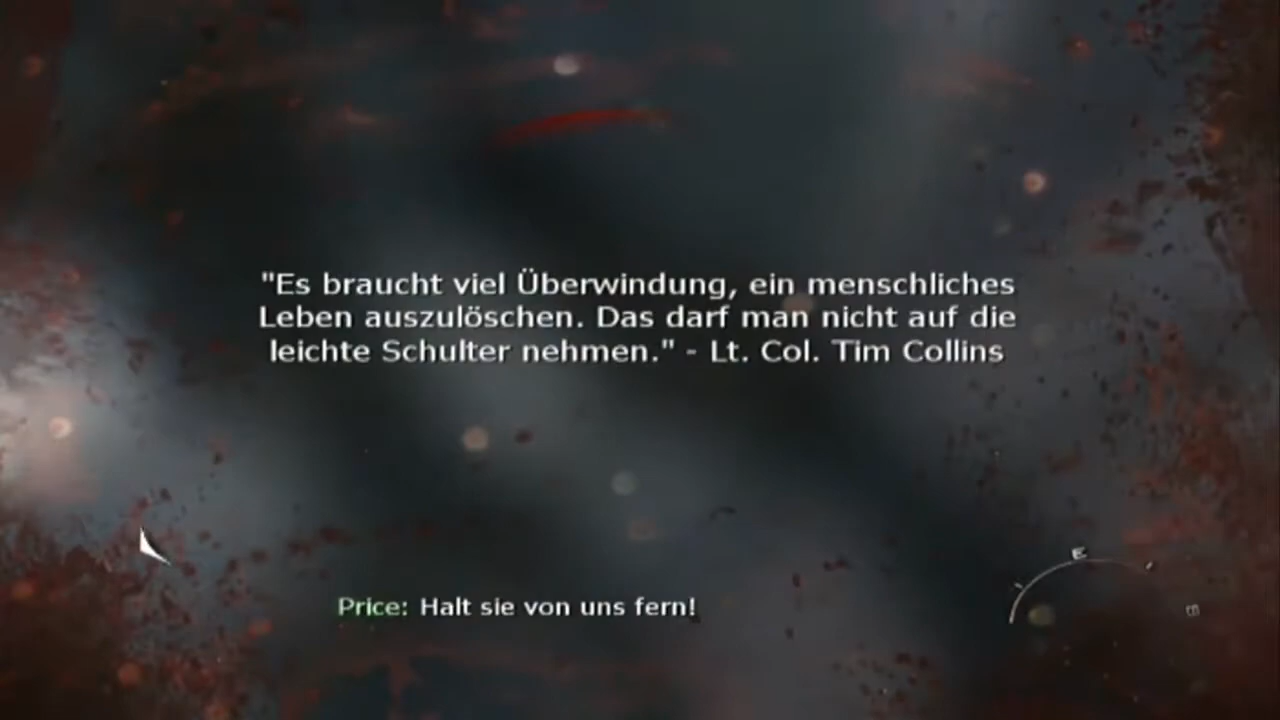 "Es braucht viel Überwindung, ein menschliches
Leben auszulöschen. Das darf man nicht auf die
leichte Schulter nehmen." - Lt. Col. Tim Collins
E
Price: Halt sie von uns fern!